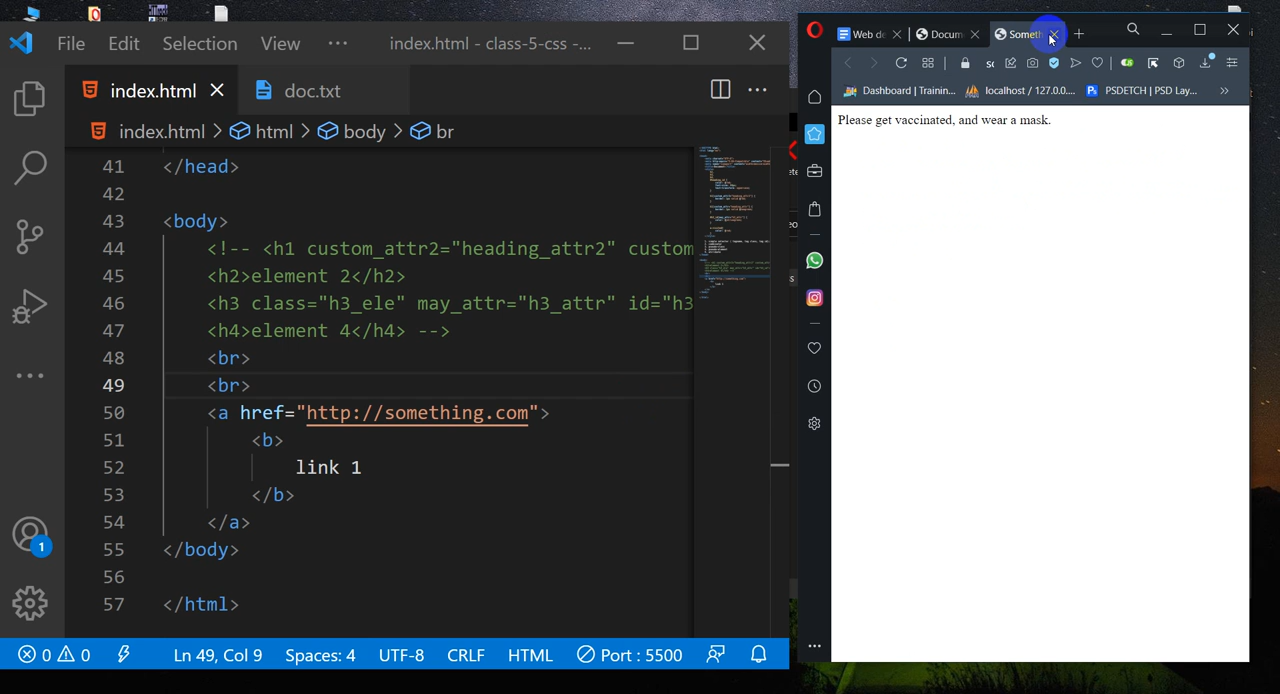 File Edit Selection View ··· index.html - class-5-css -...
index.html doc.txt
index.html > html > body > br
41 </head>
42
43 <body>
44 <!-- <h1 custom_attr2="heading_attr2" custom
45 <h2>element 2</h2>
46 <h3 class="h3_ele" may_attr="h3_attr" id="h3
47 <h4>element 4</h4> -->
48 <br>
49 <br>
50 <a href="http://something.com">
51 <b>
52 link 1
53 </b>
54 </a>
55 </body>
56
57 </html>
1
0 0 Ln 49, Col 9 Spaces: 4 UTF-8 CRLF HTML Port : 5500
Web de Docum Someth
Dashboard | Trainin... localhost / 127.0.0.... PSDETCH | PSD Lay...
Please get vaccinated, and wear a mask.